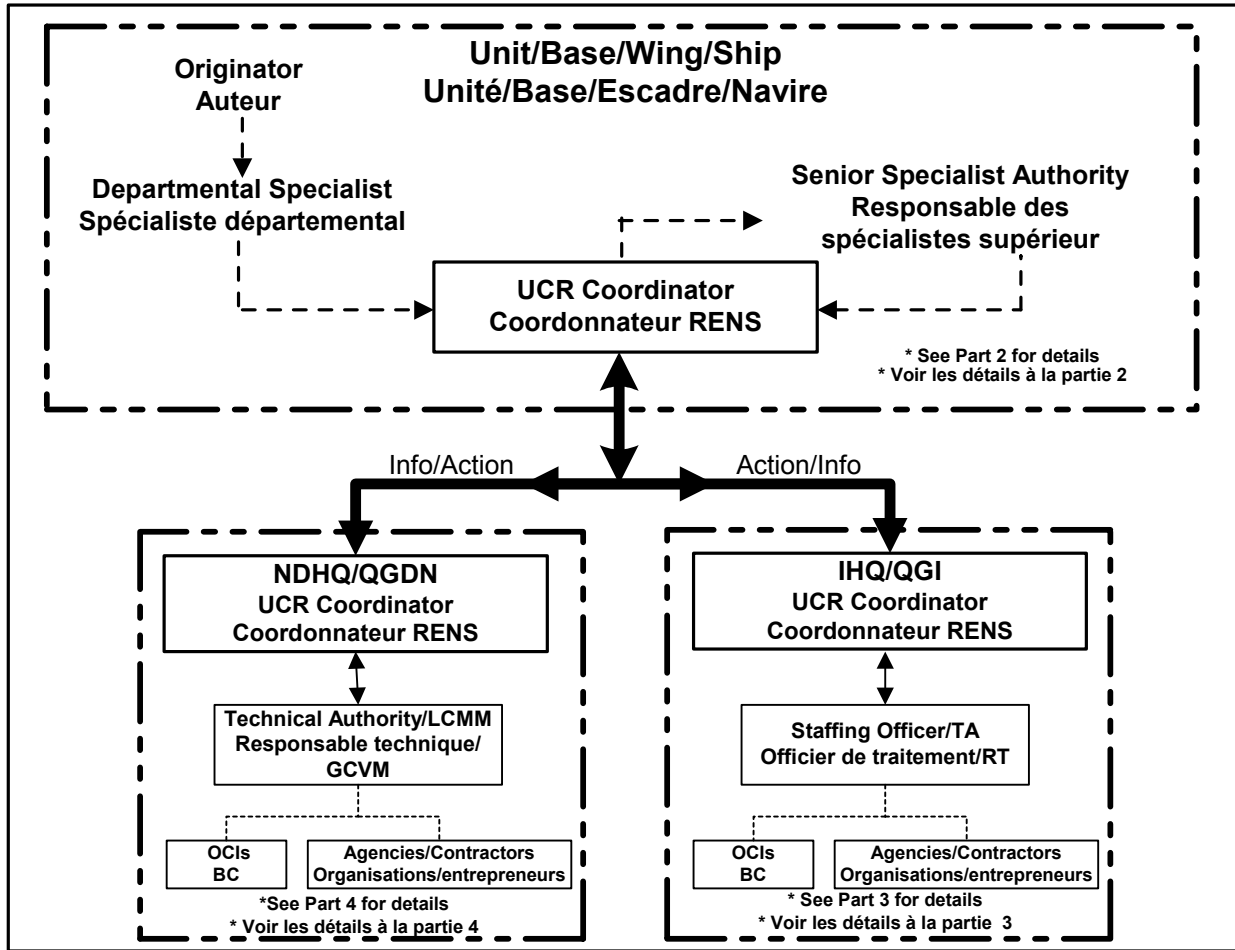 Unit/Base/Wing/Ship
Unité/Base/Escadre/Navire
Originator
Auteur
Departmental Specialist
Spécialiste départemental
Senior Specialist Authority
Responsable des
spécialistes supérieur
UCR Coordinator
Coordonnateur RENS
* See Part 2 for details
* Voir les détails à la partie 2
Info/Action
Action/Info
NDHQ/QGDN
UCR Coordinator
Coordonnateur RENS
Technical Authority/LCMM
Responsable technique/
GCVM
OCIs
BC
Agencies/Contractors
Organisations/entrepreneurs
*See Part 4 for details
* Voir les détails à la partie 4
IHQ/QGI
UCR Coordinator
Coordonnateur RENS
Staffing Officer/TA
Officier de traitement/RT
OCIs
BC
Agencies/Contractors
Organisations/entrepreneurs
* See Part 3 for details
* Voir les détails à la partie 3